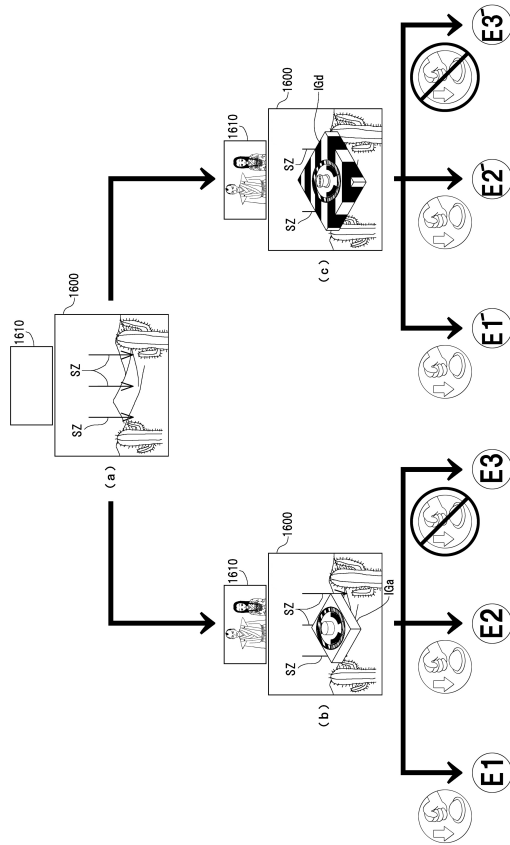 1610
1600
SZ
SZ
(a)
1610
1600
SZ
SZ
IGa
(b)
1610
1600
SZ
SZ
IGd
(c)
E1
E2
E3
E1´
E2´
E3´